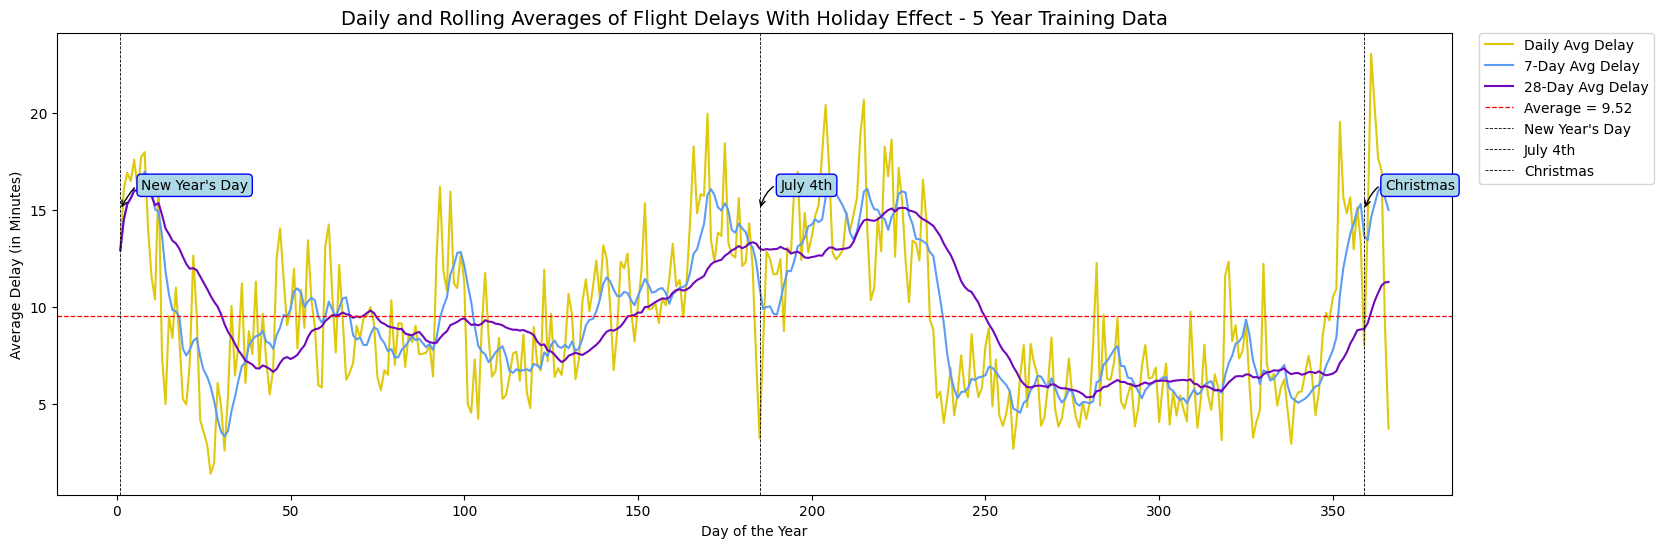 Daily and Rolling Averages of Flight Delays With Holiday Effect - 5 Year Training Data
Daily Avg Delay
7-Day Avg Delay
28-Day Avg Delay
Average = 9.52
New Year's Day
July 4th
Christmas
20
15
10
5
Average Delay (in Minutes)
New Year's Day
July 4th
Christmas
0
50
100
150
200
250
300
350
Day of the Year